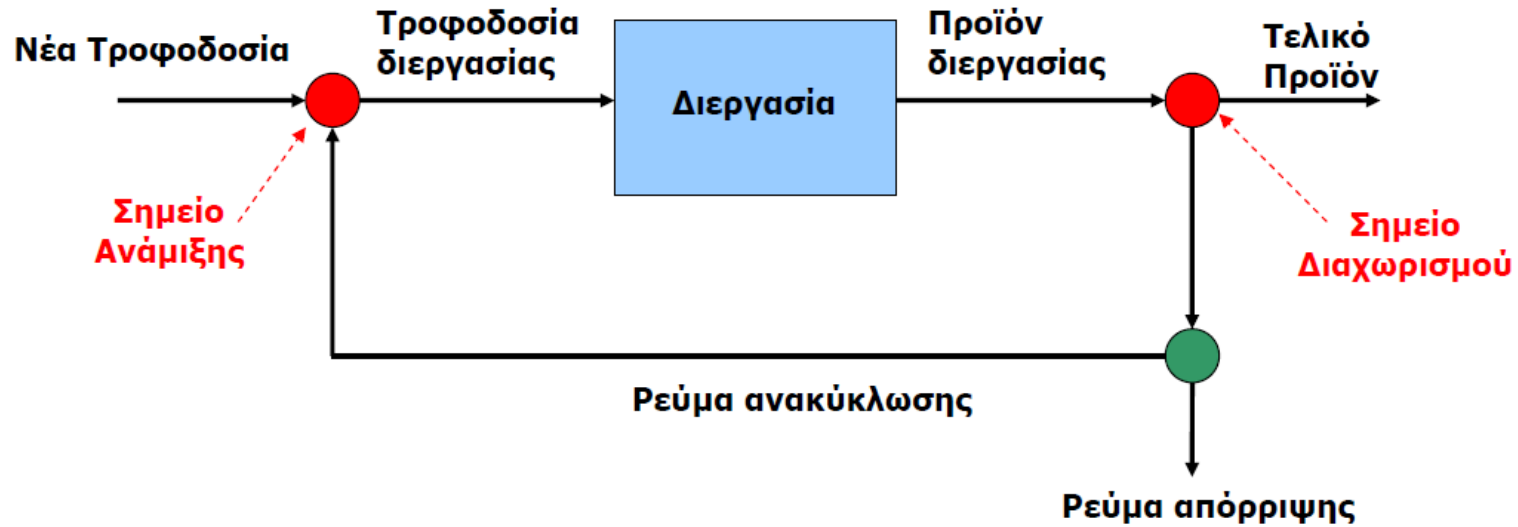 Νέα Τροφοδοσία
Τροφοδοσία
διεργασίας
Διεργασία
Προϊόν
διεργασίας
Τελικό
Προϊόν
Σημείο
Ανάμιξης
Σημείο
Διαχωρισμού
Ρεύμα ανακύκλωσης
Ρεύμα απόρριψης